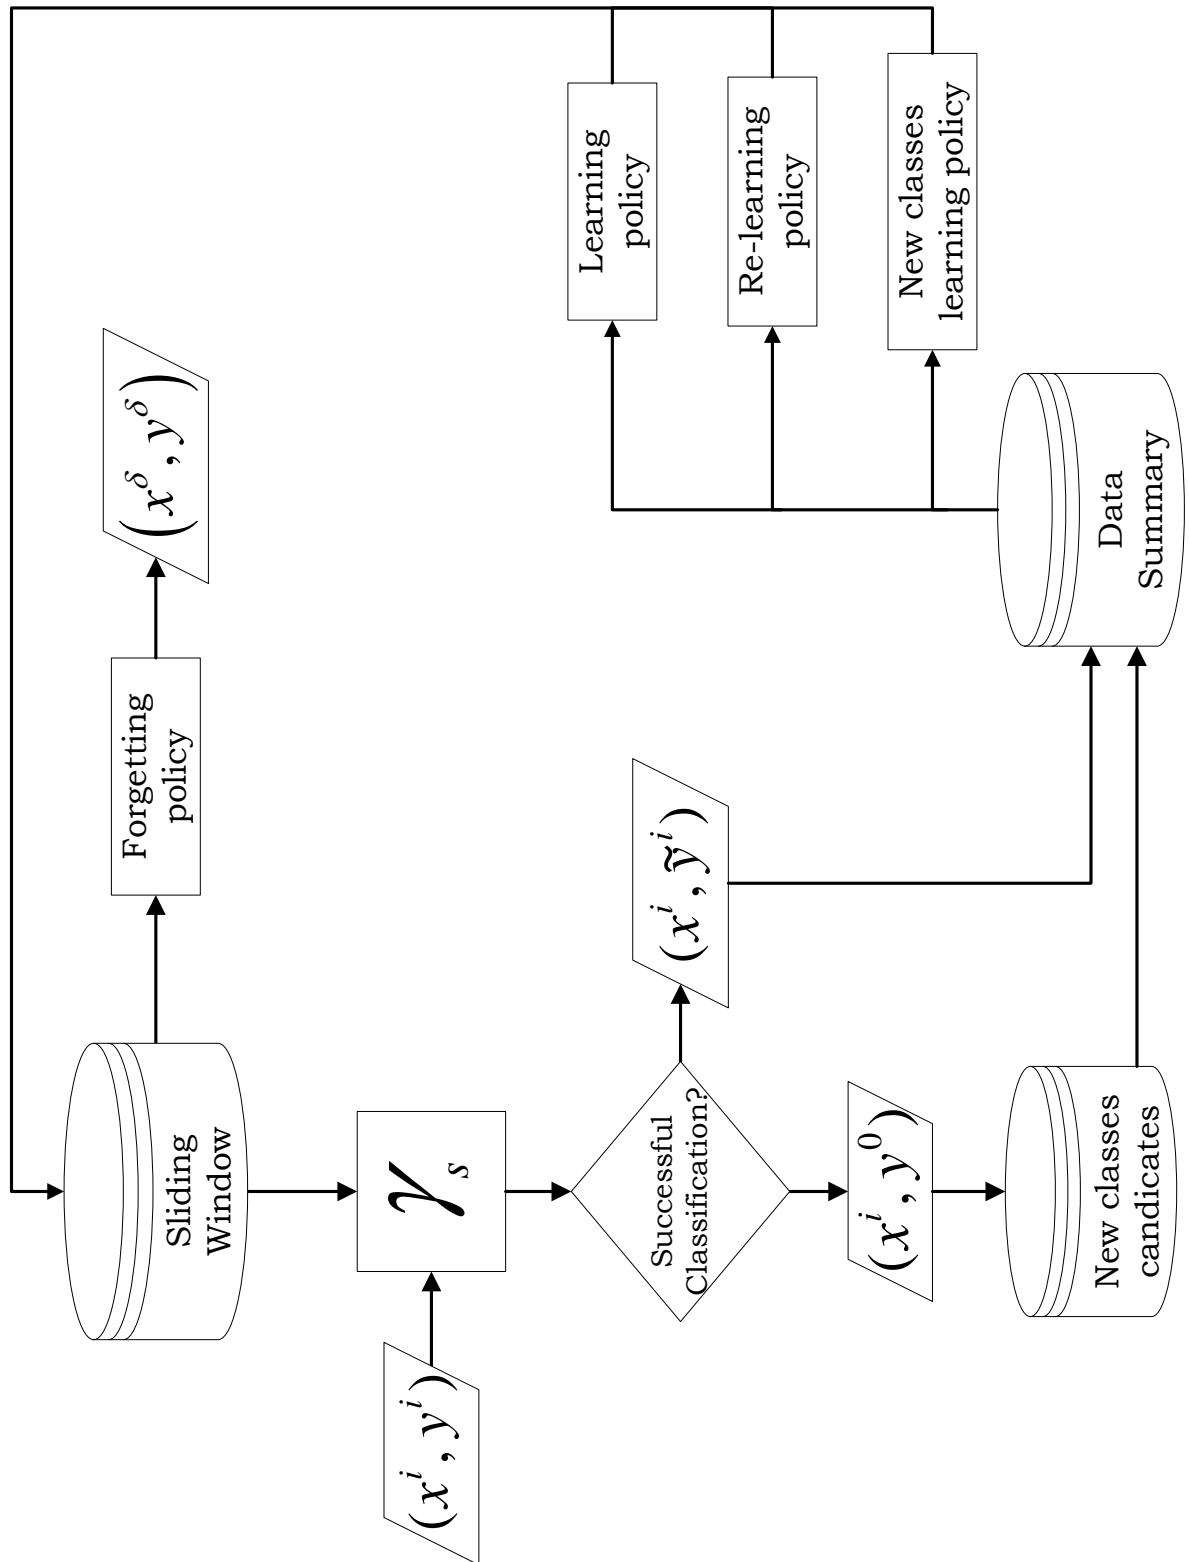 Sliding
Window
Forgetting
policy
(x^δ, y^δ)
(x^i, y^i)
γ_s
Successful
Classification?
(x^i, ỹ^i)
(x^i, y^0)
New classes
candicates
Data
Summary
Learning
policy
Re-learning
policy
New classes
learning policy